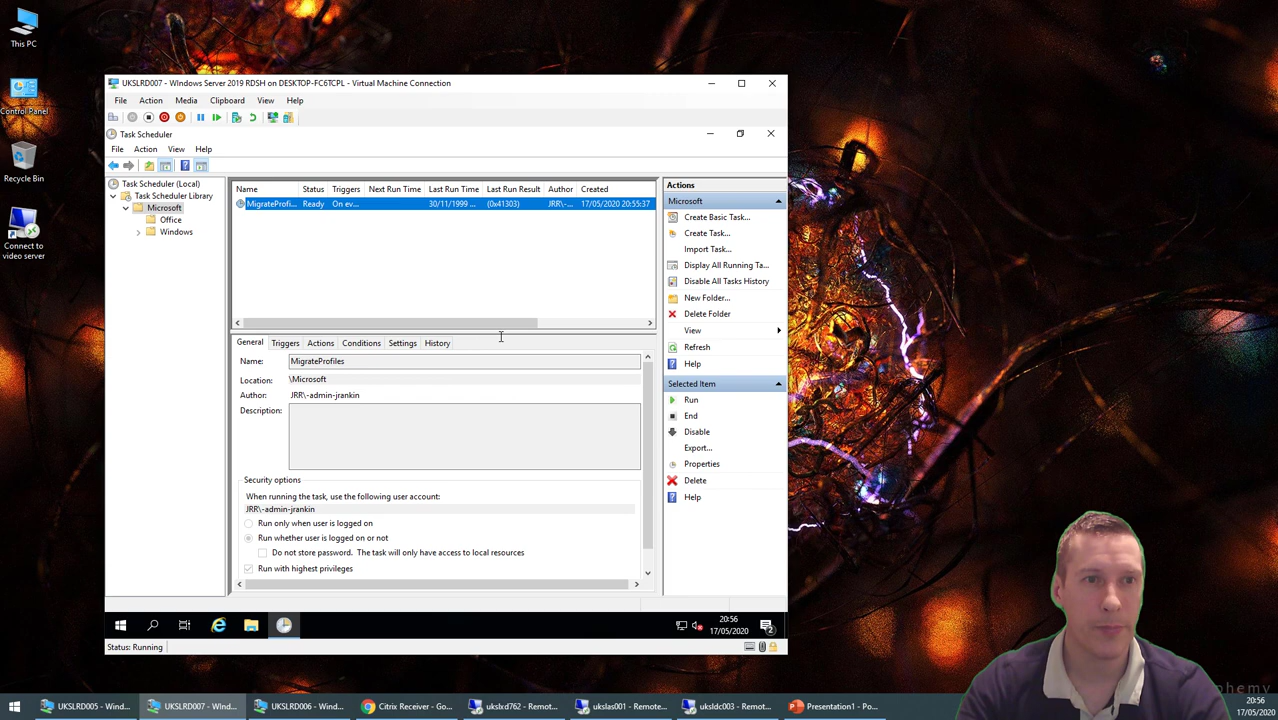 This PC
Control Panel
Recycle Bin
Connect to
video server
UKSLRD007 - WIndows Server 2019 RDSH on DESKTOP-FC6TCPL - Virtual Machine Connection
File Action Media Clipboard View Help
Task Scheduler
File Action View Help
Task Scheduler (Local)
Task Scheduler Library
Microsoft
Office
Windows
Name Status Triggers Next Run Time Last Run Time Last Run Result Author Created
MigrateProfi... Ready On ev... 30/11/1999 ... (0x41303) JRR\-... 17/05/2020 20:55:37
General Triggers Actions Conditions Settings History
Name: MigrateProfiles
Location: \Microsoft
Author: JRR\-admin-jrankin
Description:
Security options
When running the task, use the following user account:
JRR\-admin-jrankin
Run only when user is logged on
Run whether user is logged on or not
Do not store password. The task will only have access to local resources
Run with highest privileges
Actions
Microsoft
Create Basic Task...
Create Task...
Import Task...
Display All Running Ta...
Disable All Tasks History
New Folder...
Delete Folder
View
Refresh
Help
Selected Item
Run
End
Disable
Export...
Properties
Delete
Help
20:56
17/05/2020
2
Status: Running
UKSLRD005 - Wind... UKSLRD007 - WInd... UKSLRD006 - WInd... Citrix Receiver - Go... ukslxd762 - Remot... ukslas001 - Remote... uksldc003 - Remot... Presentation1 - Po...
20:56
17/05/2020